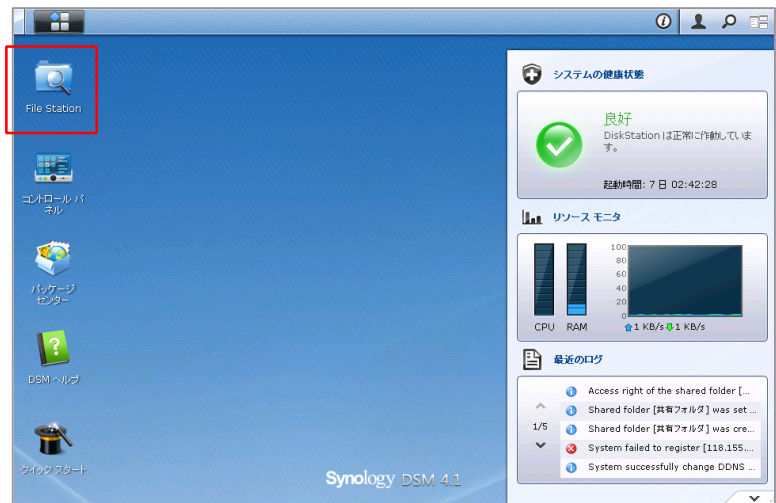 File Station
コントロール パ
ネル
パッケージ
センター
DSM ヘルプ
クイック スタート
Synology DSM 4.1
システムの健康状態
良好
DiskStation は正常に作動していま
す。
起動時間: 7 日 02:42:28
リソース モニタ
100
80
60
40
20
0
CPU RAM 1 KB/s 1 KB/s
最近のログ
Access right of the shared folder [...
Shared folder [共有フォルダ] was set ...
1/5
Shared folder [共有フォルダ] was cre...
System failed to register [118.155....
System successfully change DDNS ...